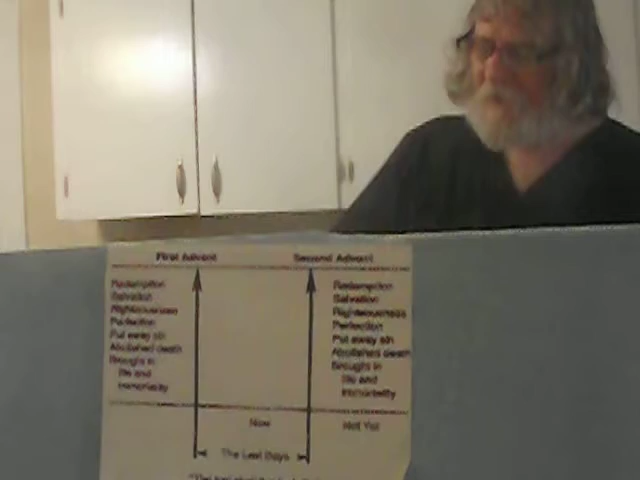 First Advent Second Advent
Redemption Redemption
Salvation Salvation
Righteousness Righteousness
Perfection Perfection
Put away sin Put away sin
Abolished death Abolished death
Brought in Brought in
life and life and
immortality immortality
Now Not Yet
The Last Days